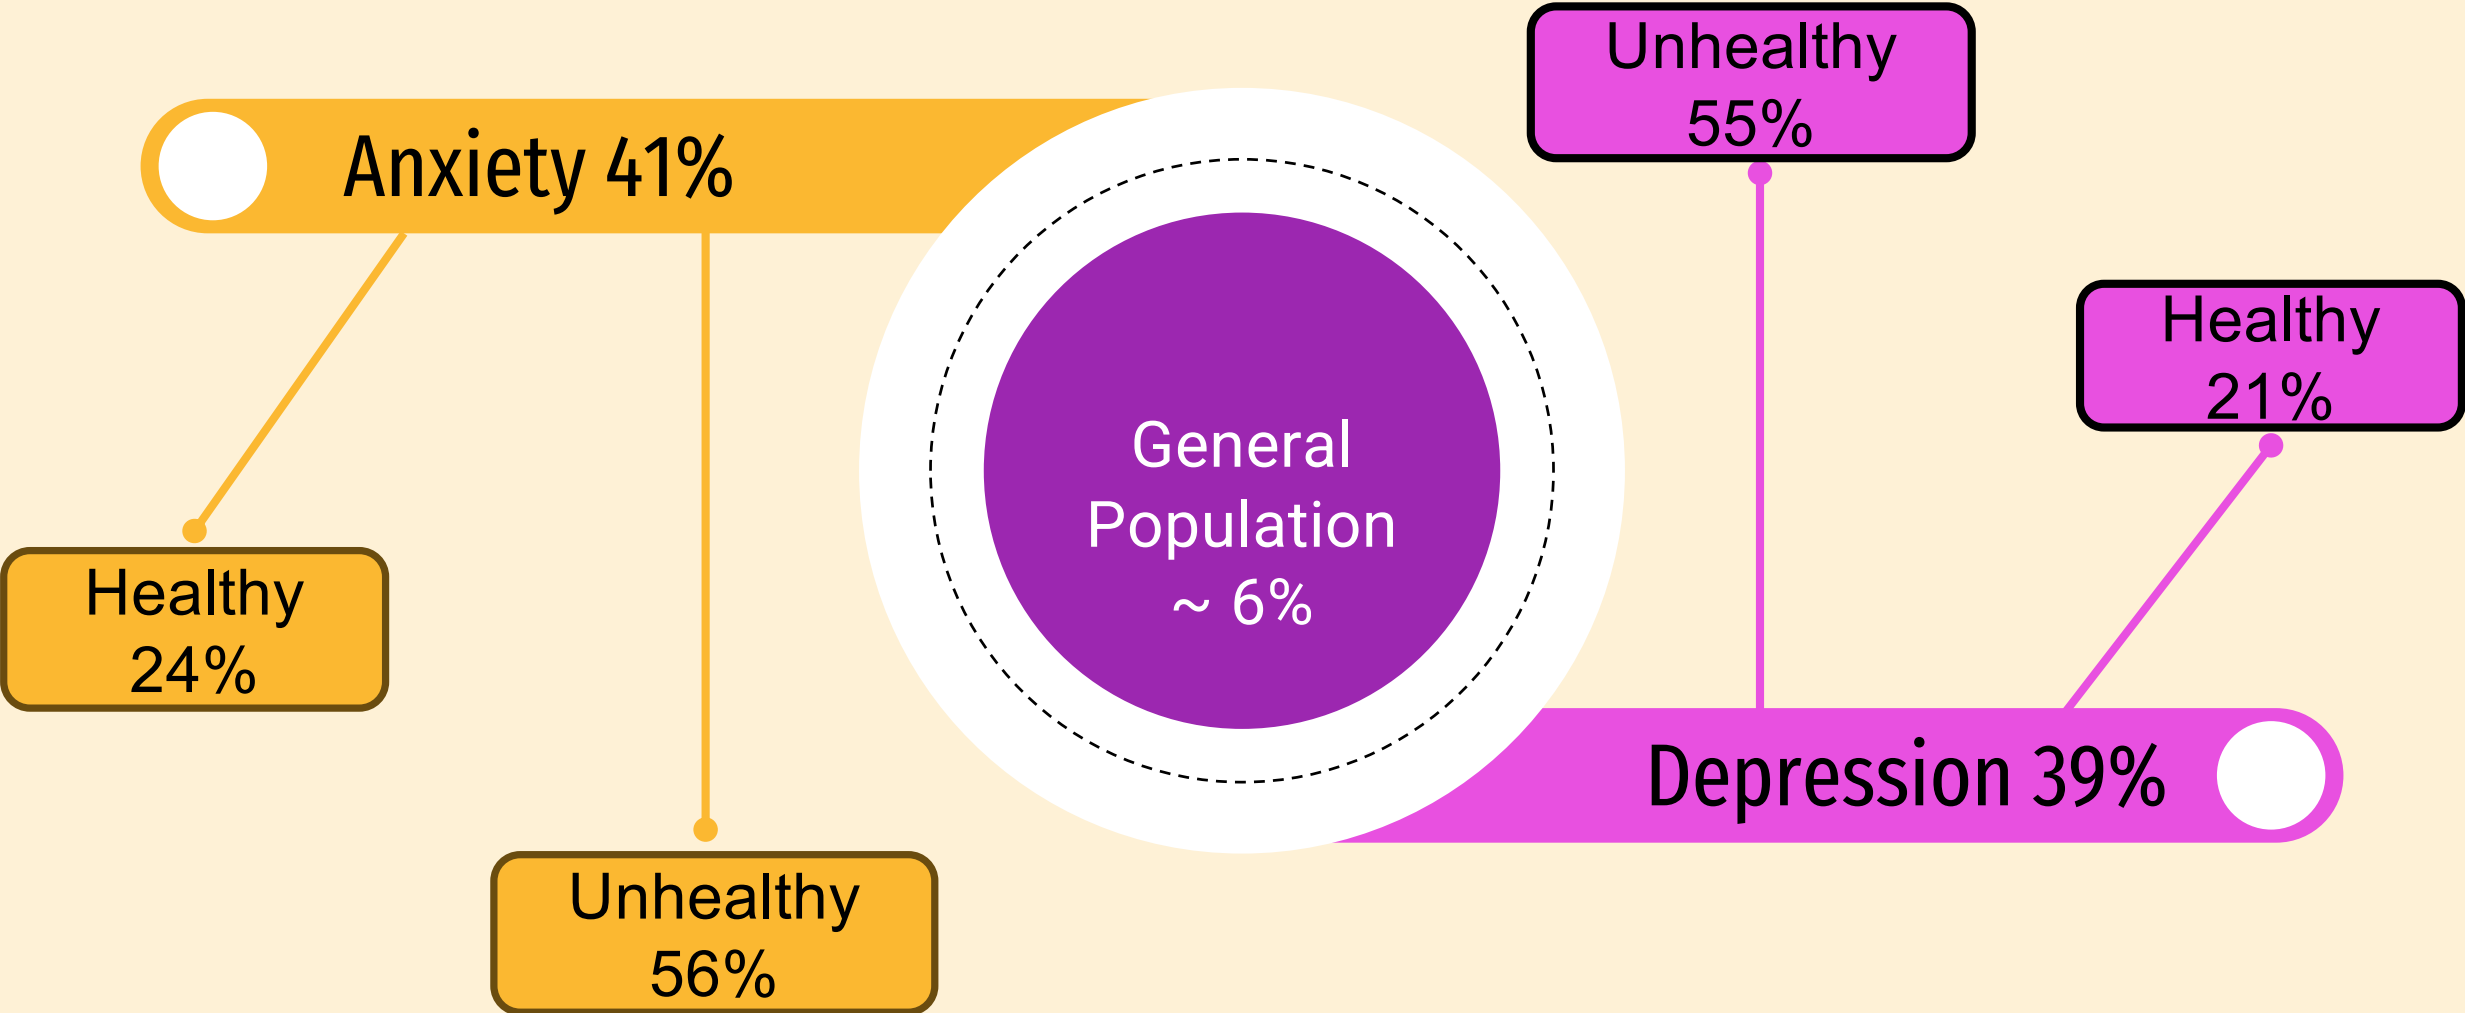 Anxiety 41%
Healthy
24%
Unhealthy
56%
General
Population
~ 6%
Unhealthy
55%
Healthy
21%
Depression 39%